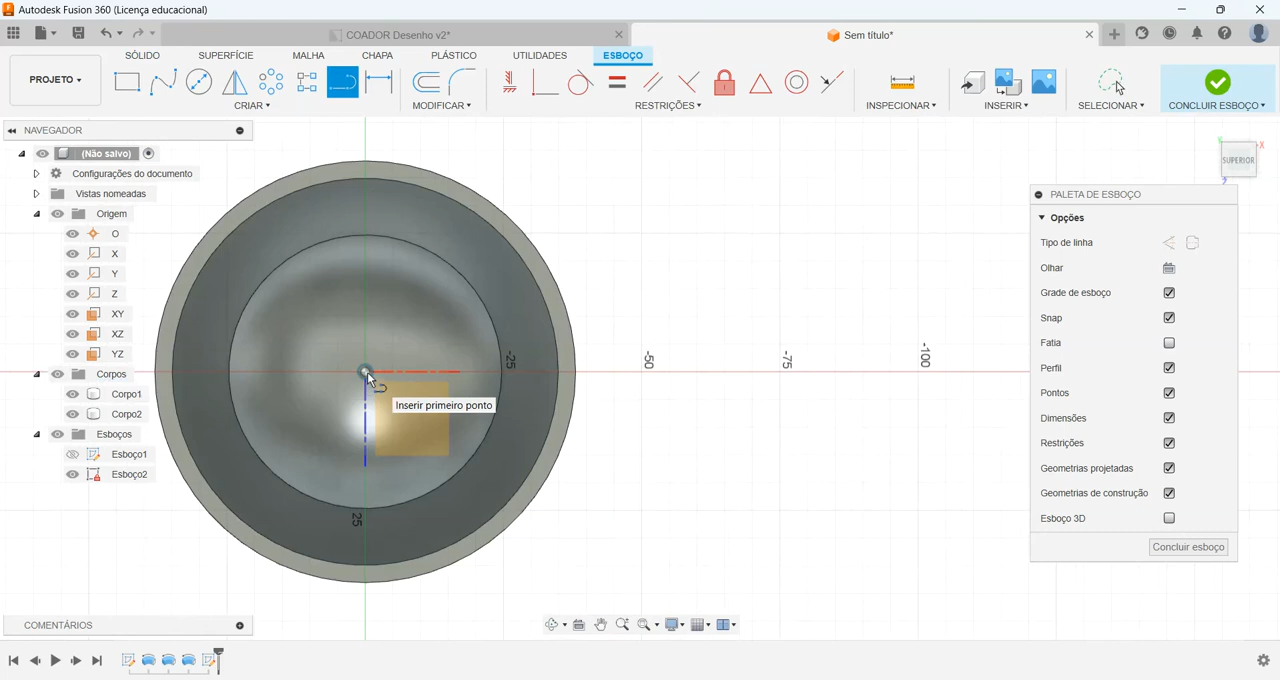 Autodesk Fusion 360 (Licença educacional)
COADOR Desenho v2*
Sem título*
PROJETO
SÓLIDO
SUPERFÍCIE
MALHA
CHAPA
PLÁSTICO
UTILIDADES
ESBOÇO
CRIAR
MODIFICAR
RESTRIÇÕES
INSPECIONAR
INSERIR
SELECIONAR
CONCLUIR ESBOÇO
NAVEGADOR
(Não salvo)
Configurações do documento
Vistas nomeadas
Origem
O
X
Y
Z
XY
XZ
YZ
Corpos
Corpo1
Corpo2
Esboços
Esboço1
Esboço2
Inserir primeiro ponto
-25
-50
-75
-100
25
Y
X
Z
SUPERIOR
PALETA DE ESBOÇO
Opções
Tipo de linha
Olhar
Grade de esboço
Snap
Fatia
Perfil
Pontos
Dimensões
Restrições
Geometrias projetadas
Geometrias de construção
Esboço 3D
Concluir esboço
COMENTÁRIOS